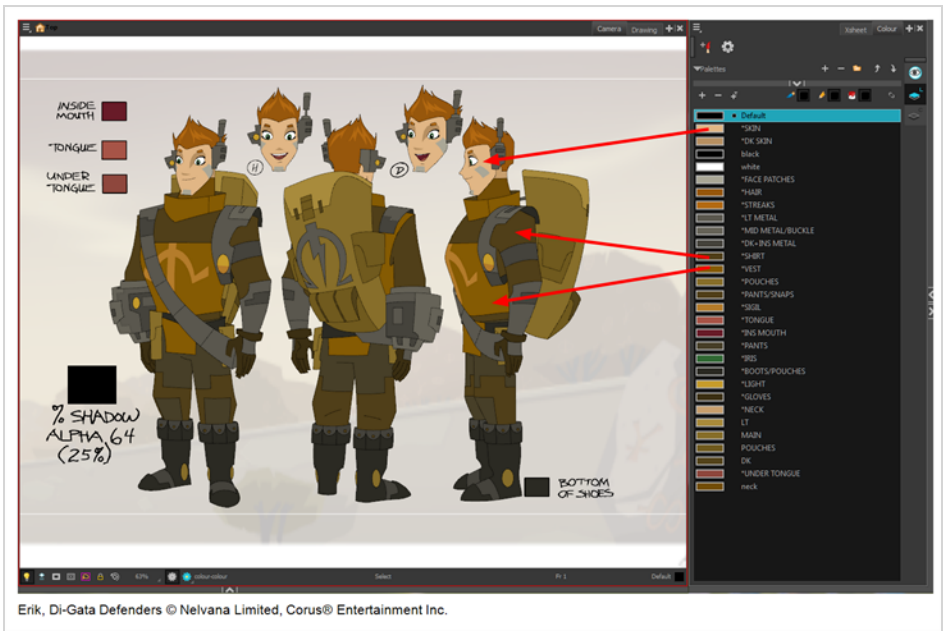 Top
Camera
Drawing
Xsheet
Colour
Palettes
INSIDE
MOUTH
TONGUE
UNDER
TONGUE
H
D
% SHADOW
ALPHA 64
(25%)
BOTTOM
OF SHOES
Default
*SKIN
*DK SKIN
black
white
*FACE PATCHES
*HAIR
*STREAKS
*LT METAL
*MID METAL/BUCKLE
*DK+INS METAL
*SHIRT
*VEST
*POUCHES
*PANTS/SNAPS
*SIGIL
*TONGUE
*INS MOUTH
*PANTS
*IRIS
*BOOTS/POUCHES
*LIGHT
*GLOVES
*NECK
LT
MAIN
POUCHES
DK
*UNDER TONGUE
neck
63%
colour-colour
Select
Fr 1
Default
Erik, Di-Gata Defenders © Nelvana Limited, Corus® Entertainment Inc.